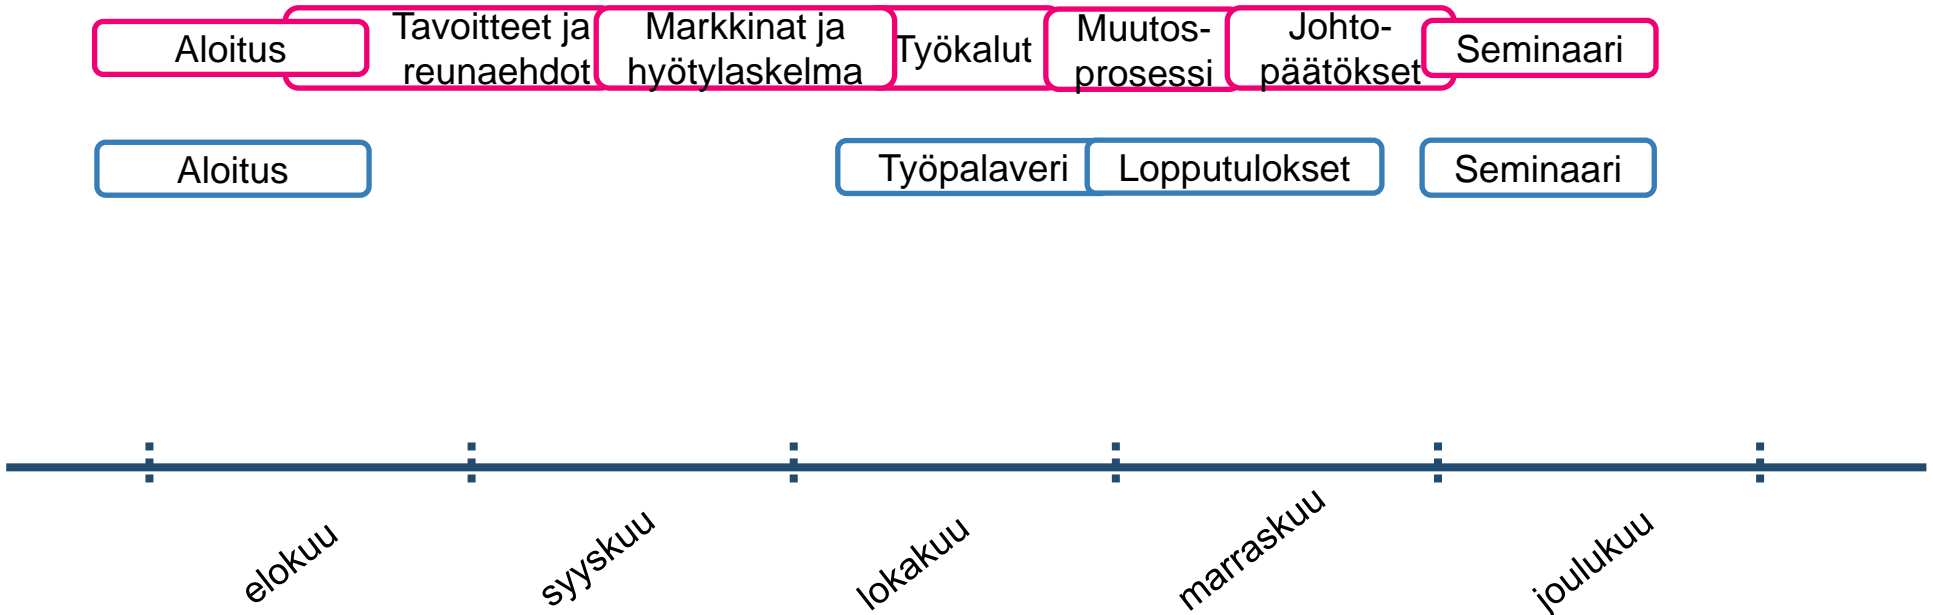 Aloitus
Tavoitteet ja
reunaehdot
Markkinat ja
hyötylaskelma
Työkalut
Muutos-
prosessi
Johto-
päätökset
Seminaari
Aloitus
Työpalaveri
Lopputulokset
Seminaari
elokuu
syyskuu
lokakuu
marraskuu
joulukuu